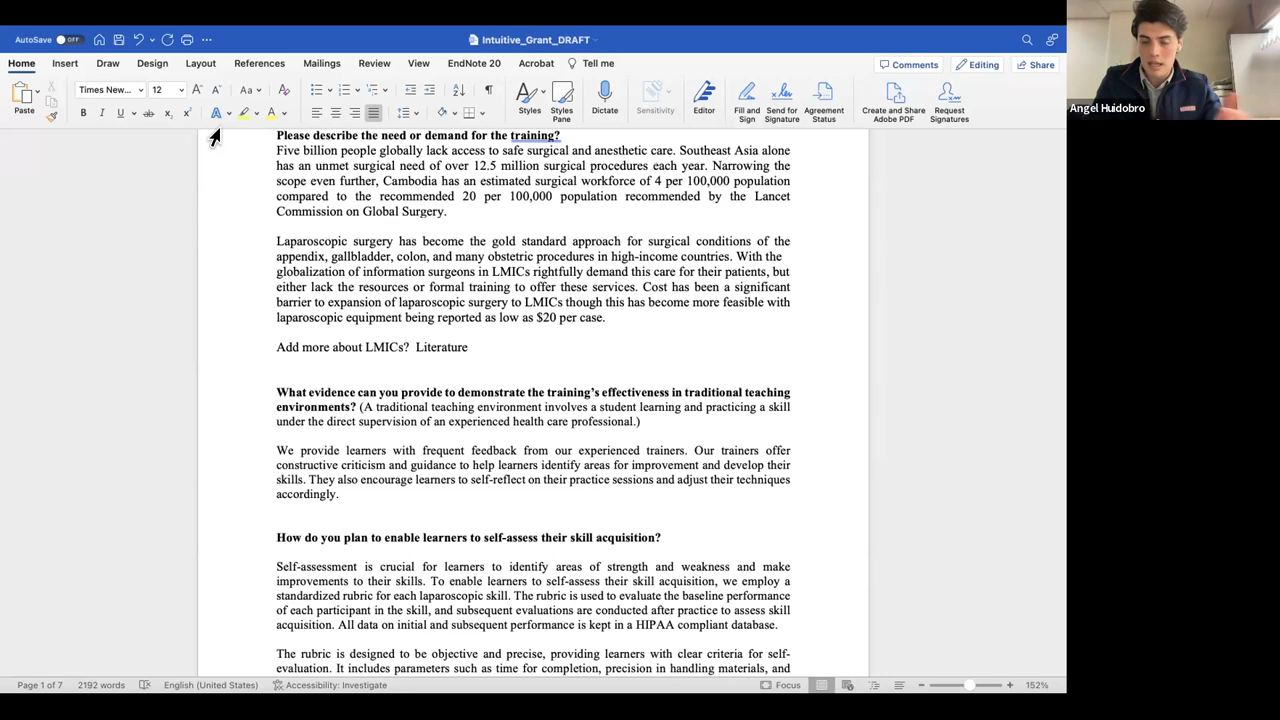 AutoSave OFF Intuitive_Grant_DRAFT
Home Insert Draw Design Layout References Mailings Review View EndNote 20 Acrobat Tell me Comments Editing Share
Times New... 12
Paste Styles Styles Pane Dictate Sensitivity Editor Fill and Sign Send for Signature Agreement Status Create and Share Adobe PDF Request Signatures
Angel Huidobro
Please describe the need or demand for the training?
Five billion people globally lack access to safe surgical and anesthetic care. Southeast Asia alone
has an unmet surgical need of over 12.5 million surgical procedures each year. Narrowing the
scope even further, Cambodia has an estimated surgical workforce of 4 per 100,000 population
compared to the recommended 20 per 100,000 population recommended by the Lancet
Commission on Global Surgery.
Laparoscopic surgery has become the gold standard approach for surgical conditions of the
appendix, gallbladder, colon, and many obstetric procedures in high-income countries. With the
globalization of information surgeons in LMICs rightfully demand this care for their patients, but
either lack the resources or formal training to offer these services. Cost has been a significant
barrier to expansion of laparoscopic surgery to LMICs though this has become more feasible with
laparoscopic equipment being reported as low as $20 per case.
Add more about LMICs? Literature
What evidence can you provide to demonstrate the training's effectiveness in traditional teaching
environments? (A traditional teaching environment involves a student learning and practicing a skill
under the direct supervision of an experienced health care professional.)
We provide learners with frequent feedback from our experienced trainers. Our trainers offer
constructive criticism and guidance to help learners identify areas for improvement and develop their
skills. They also encourage learners to self-reflect on their practice sessions and adjust their techniques
accordingly.
How do you plan to enable learners to self-assess their skill acquisition?
Self-assessment is crucial for learners to identify areas of strength and weakness and make
improvements to their skills. To enable learners to self-assess their skill acquisition, we employ a
standardized rubric for each laparoscopic skill. The rubric is used to evaluate the baseline performance
of each participant in the skill, and subsequent evaluations are conducted after practice to assess skill
acquisition. All data on initial and subsequent performance is kept in a HIPAA compliant database.
The rubric is designed to be objective and precise, providing learners with clear criteria for self-
evaluation. It includes parameters such as time for completion, precision in handling materials, and
Page 1 of 7 2192 words English (United States) Accessibility: Investigate Focus 152%